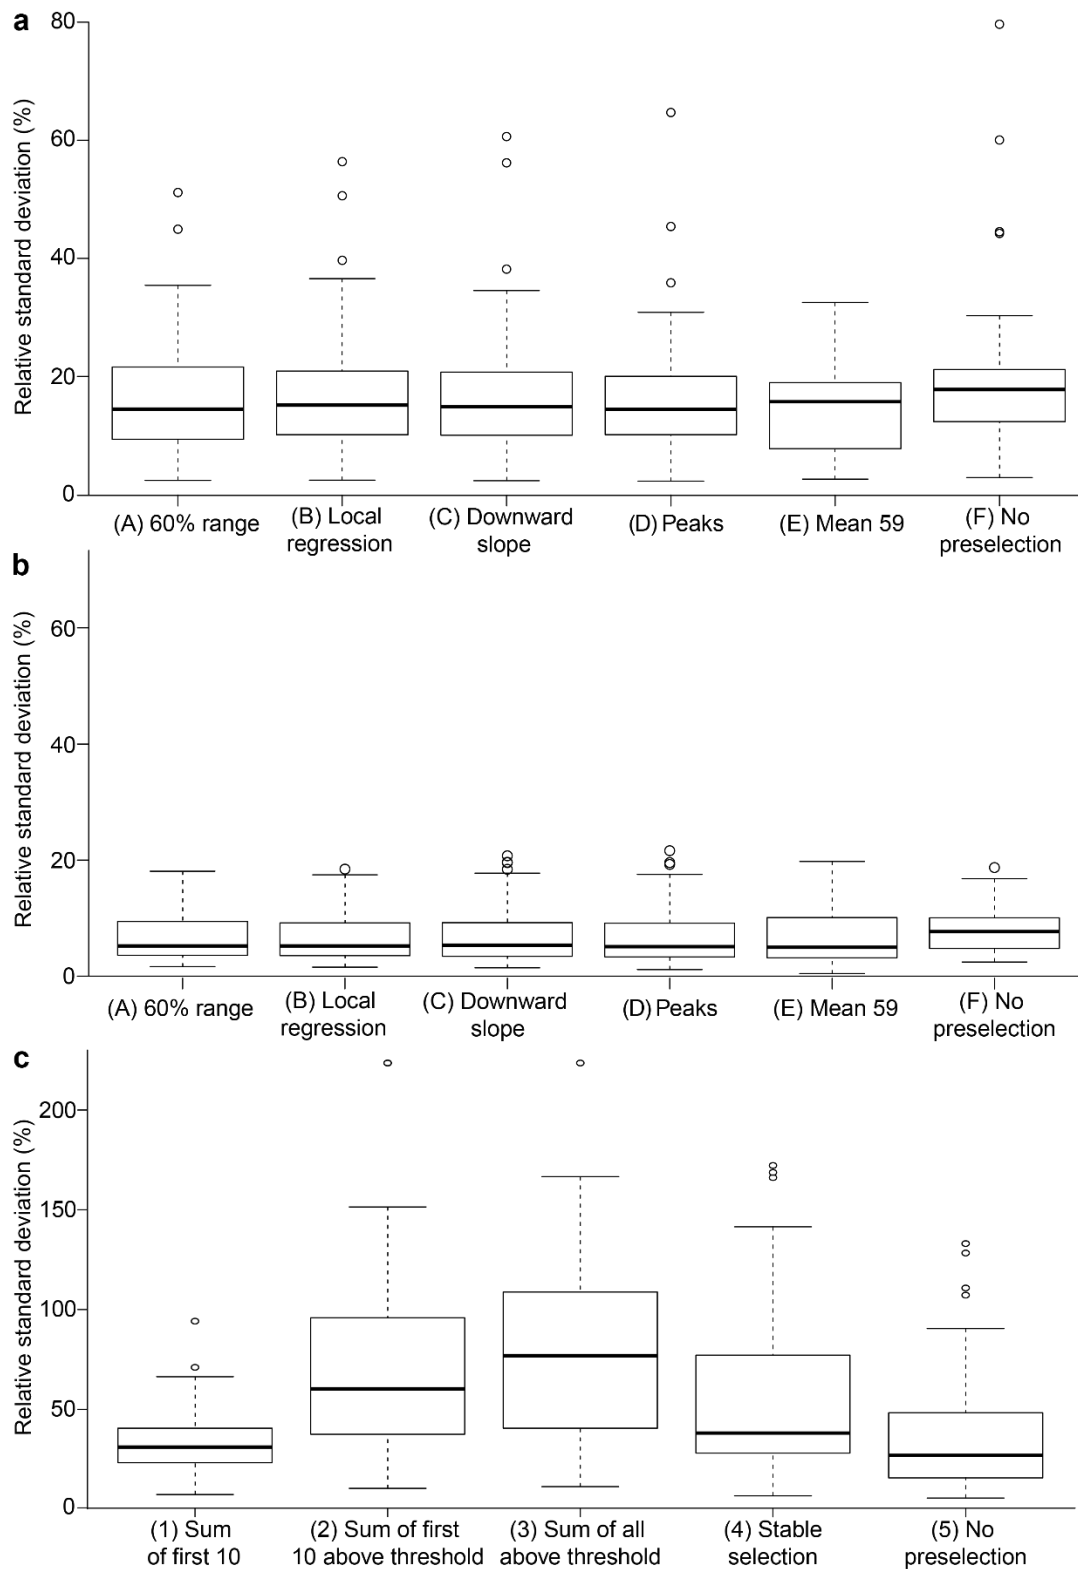 a
Relative standard deviation (%)
80
60
40
20
0
(A) 60% range
(B) Local
regression
(C) Downward
slope
(D) Peaks
(E) Mean 59
(F) No
preselection
b
Relative standard deviation (%)
60
40
20
0
(A) 60% range
(B) Local
regression
(C) Downward
slope
(D) Peaks
(E) Mean 59
(F) No
preselection
c
Relative standard deviation (%)
200
150
100
50
0
(1) Sum
of first 10
(2) Sum of first
10 above threshold
(3) Sum of all
above threshold
(4) Stable
selection
(5) No
preselection